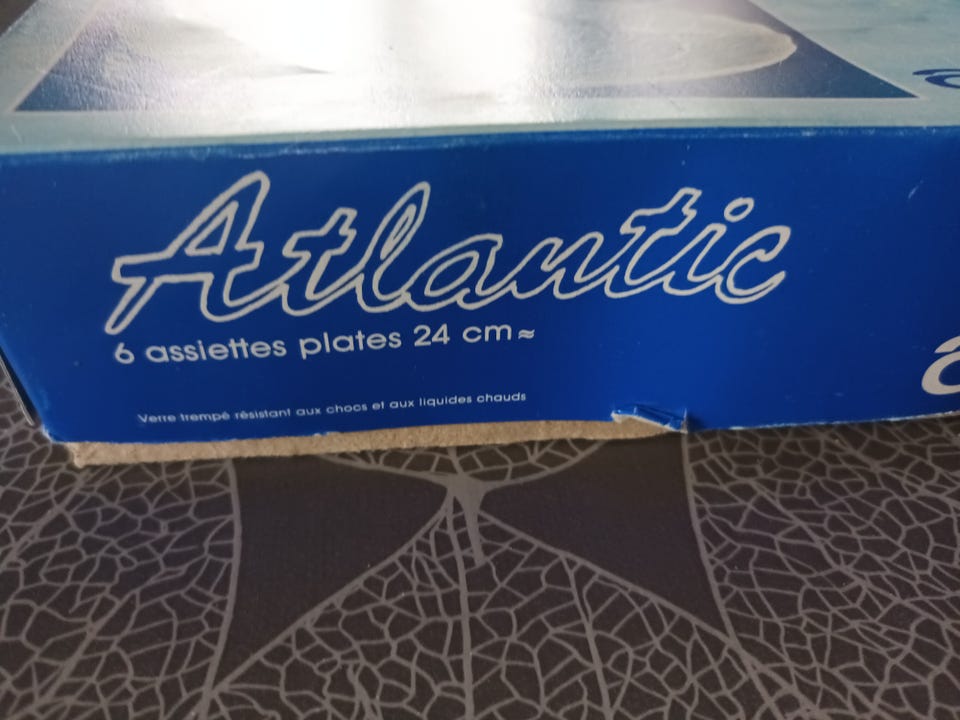 Atlantic
6 assiettes plates 24 cm≈
Verre trempé résistant aux chocs et aux liquides chauds